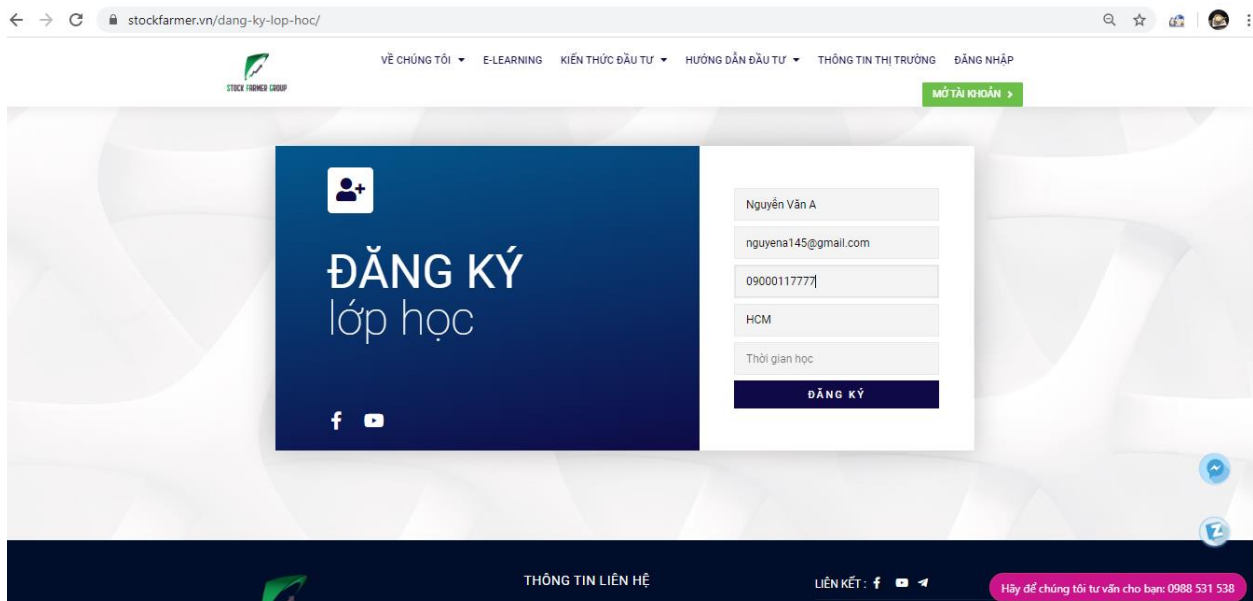 stockfarmer.vn/dang-ky-lop-hoc/
STOCK FARMER GROUP
VỀ CHÚNG TÔI E-LEARNING KIẾN THỨC ĐẦU TƯ HƯỚNG DẪN ĐẦU TƯ THÔNG TIN THỊ TRƯỜNG ĐĂNG NHẬP
MỞ TÀI KHOẢN
ĐĂNG KÝ
lớp học
Nguyễn Văn A
nguyena145@gmail.com
09000117777
HCM
Thời gian học
ĐĂNG KÝ
THÔNG TIN LIÊN HỆ
LIÊN KẾT :
Hãy để chúng tôi tư vấn cho bạn: 0988 531 538